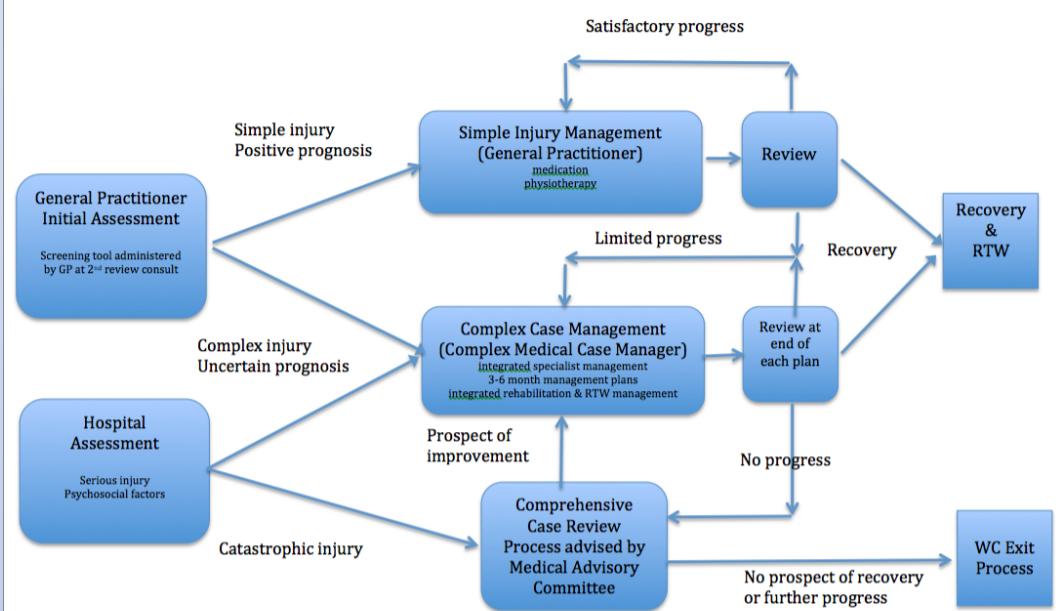 Satisfactory progress
Simple injury
Positive prognosis
Simple Injury Management
(General Practitioner)
medication
physiotherapy
Review
General Practitioner
Initial Assessment
Screening tool administered
by GP at 2nd review consult
Recovery
&
RTW
Limited progress
Recovery
Complex injury
Uncertain prognosis
Complex Case Management
(Complex Medical Case Manager)
integrated specialist management
3-6 month management plans
integrated rehabilitation & RTW management
Review at
end of
each plan
Hospital
Assessment
Serious injury
Psychosocial factors
Prospect of
improvement
No progress
Catastrophic injury
Comprehensive
Case Review
Process advised by
Medical Advisory
Committee
No prospect of recovery
or further progress
WC Exit
Process